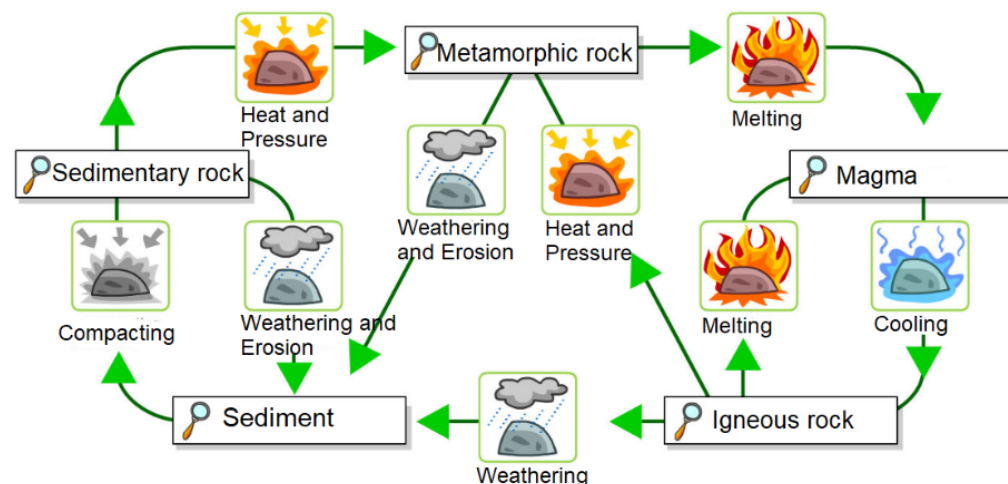 Metamorphic rock
Heat and
Pressure
Melting
Sedimentary rock
Magma
Weathering
and Erosion
Heat and
Pressure
Compacting
Weathering and
Erosion
Melting
Cooling
Sediment
Igneous rock
Weathering